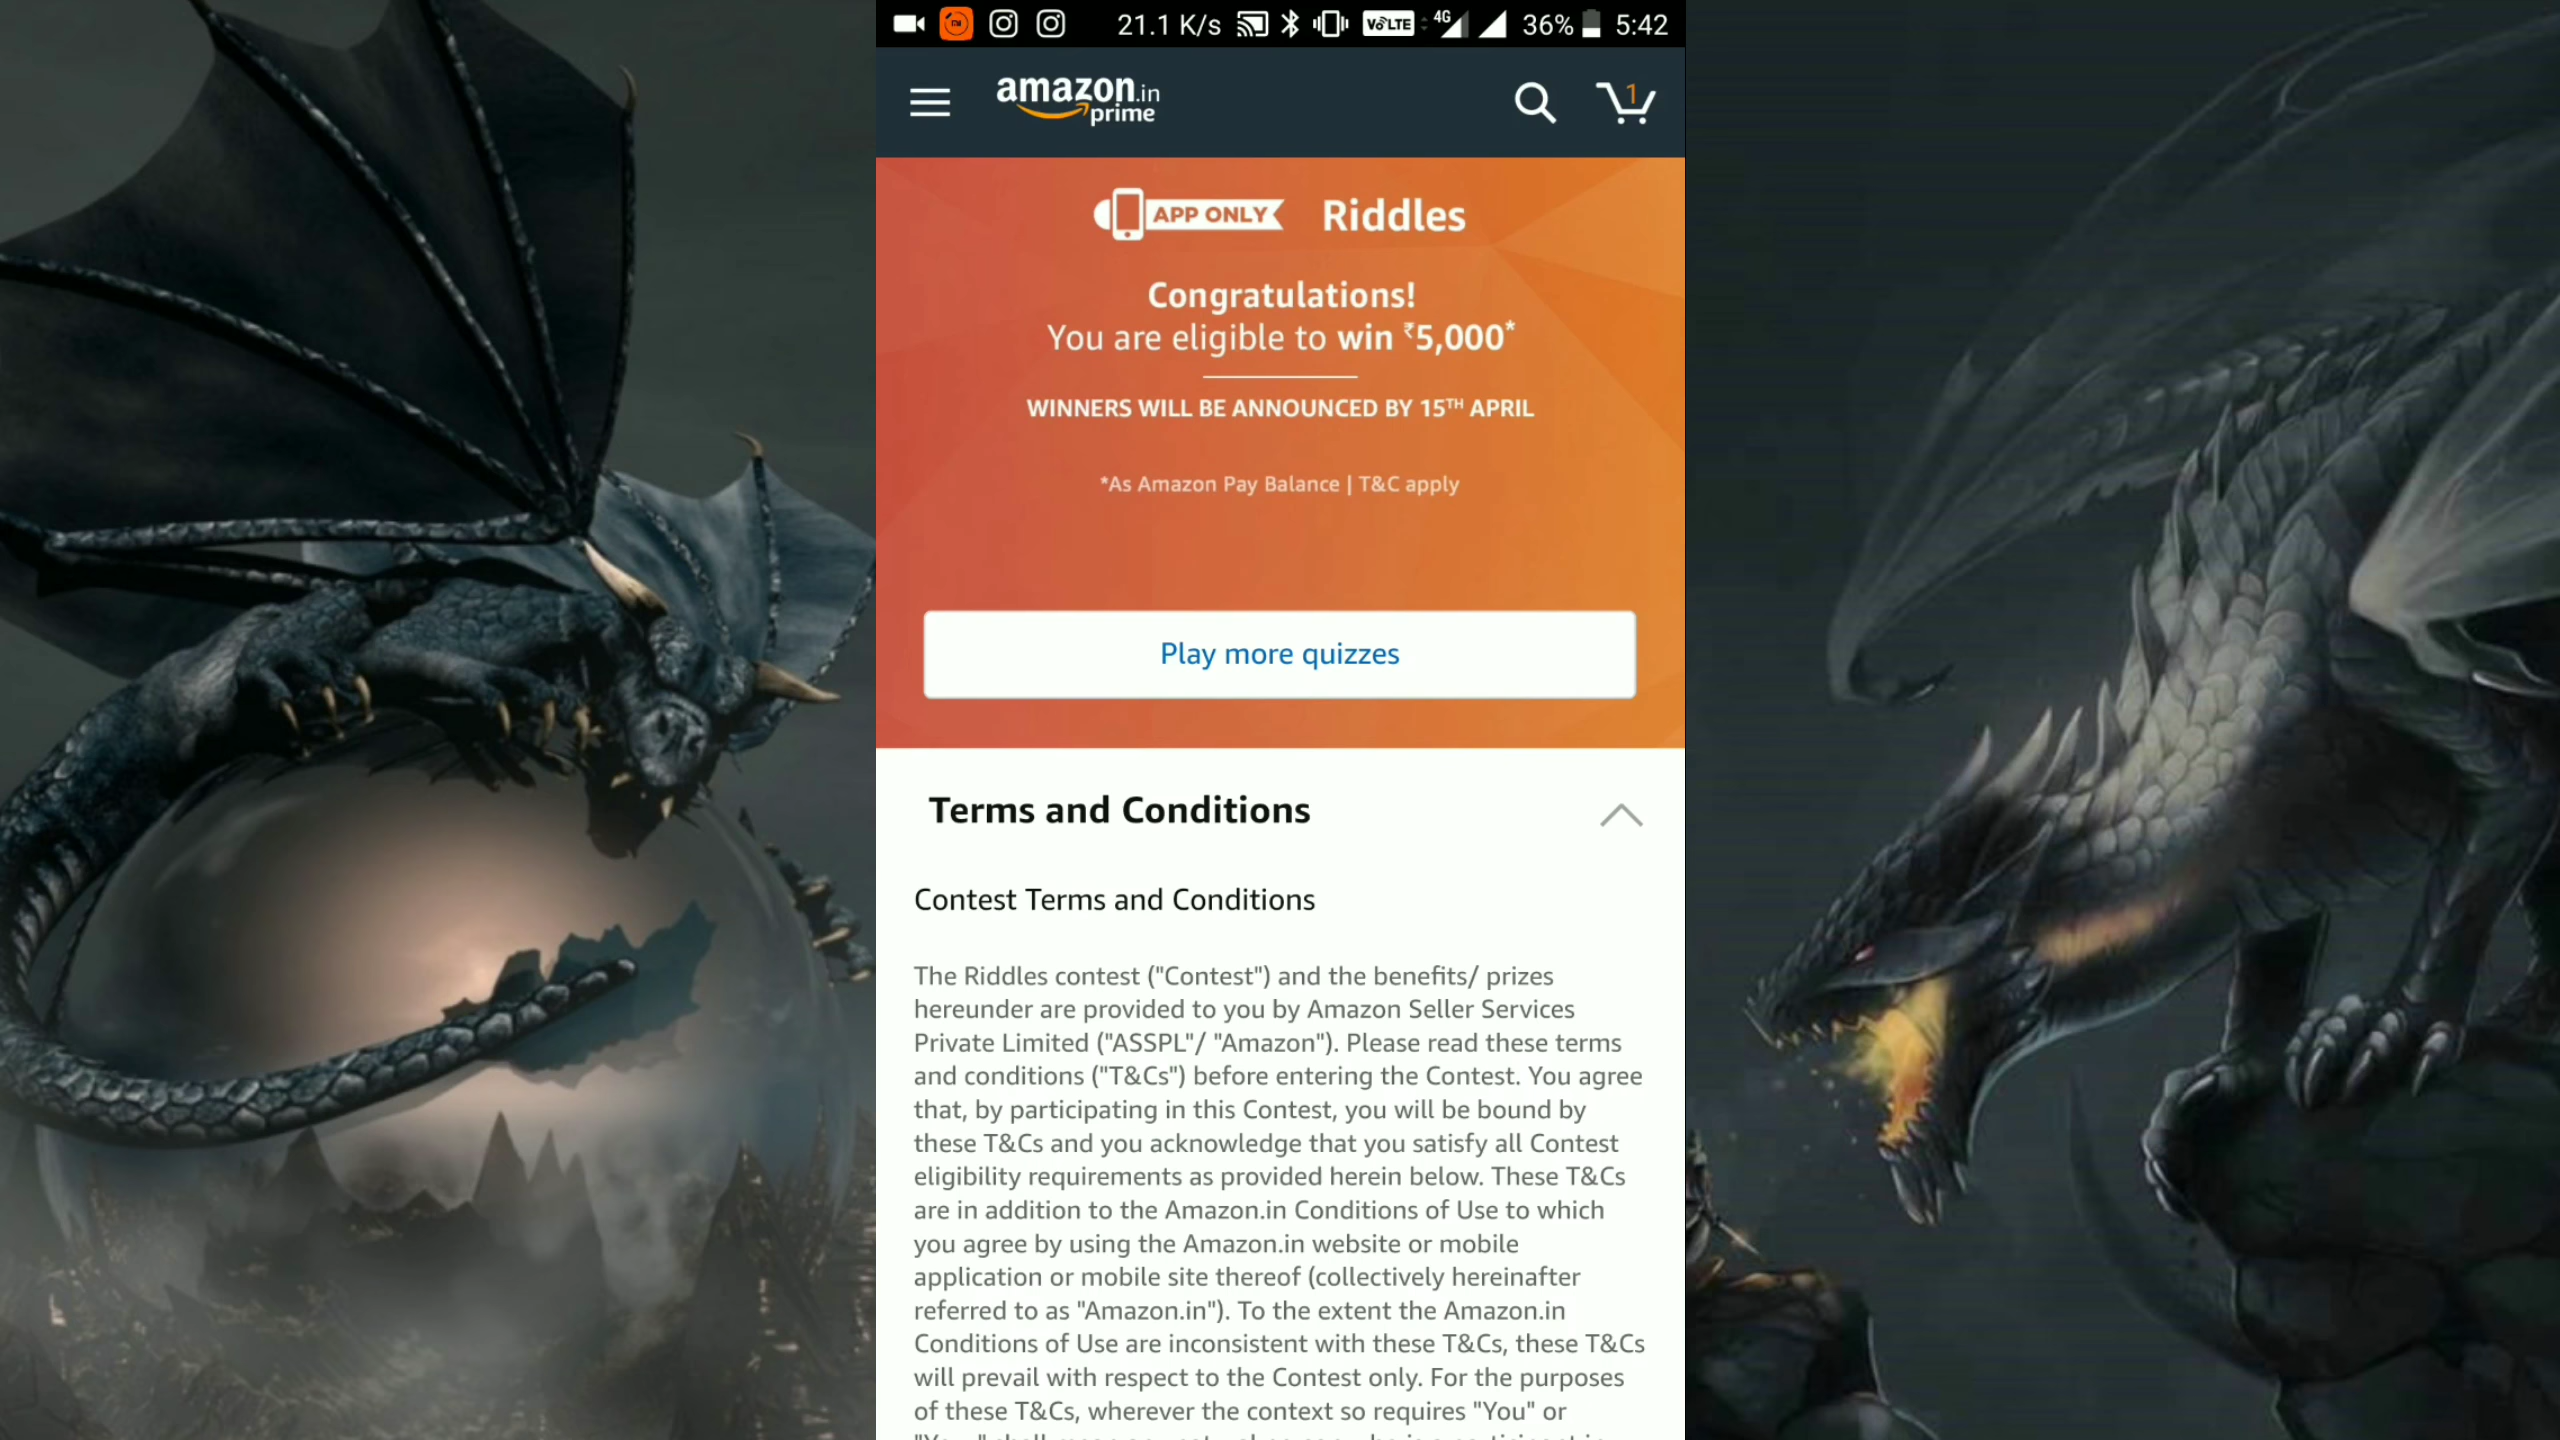 21.1 K/s VoLTE 4G 36% 5:42
amazon.in
prime
1
APP ONLY Riddles
Congratulations!
You are eligible to win ₹5,000*
WINNERS WILL BE ANNOUNCED BY 15TH APRIL
*As Amazon Pay Balance | T&C apply
Play more quizzes
Terms and Conditions
Contest Terms and Conditions
The Riddles contest ("Contest") and the benefits/ prizes
hereunder are provided to you by Amazon Seller Services
Private Limited ("ASSPL"/ "Amazon"). Please read these terms
and conditions ("T&Cs") before entering the Contest. You agree
that, by participating in this Contest, you will be bound by
these T&Cs and you acknowledge that you satisfy all Contest
eligibility requirements as provided herein below. These T&Cs
are in addition to the Amazon.in Conditions of Use to which
you agree by using the Amazon.in website or mobile
application or mobile site thereof (collectively hereinafter
referred to as "Amazon.in"). To the extent the Amazon.in
Conditions of Use are inconsistent with these T&Cs, these T&Cs
will prevail with respect to the Contest only. For the purposes
of these T&Cs, wherever the context so requires "You" or